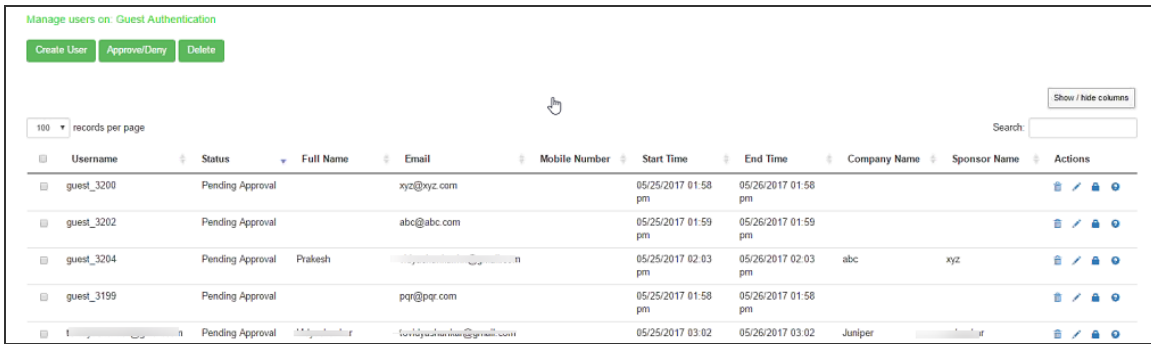 Manage users on: Guest Authentication
Create User Approve/Deny Delete
Show / hide columns
100 records per page Search:
Username Status Full Name Email Mobile Number Start Time End Time Company Name Sponsor Name Actions
guest_3200 Pending Approval xyz@xyz.com 05/25/2017 01:58 05/26/2017 01:58
pm pm
guest_3202 Pending Approval abc@abc.com 05/25/2017 01:59 05/26/2017 01:59
pm pm
guest_3204 Pending Approval Prakesh 05/25/2017 02:03 05/26/2017 02:03 abc xyz
pm pm
guest_3199 Pending Approval pqr@pqr.com 05/25/2017 01:58 05/26/2017 01:58
pm pm
Pending Approval 05/25/2017 03:02 05/26/2017 03:02 Juniper